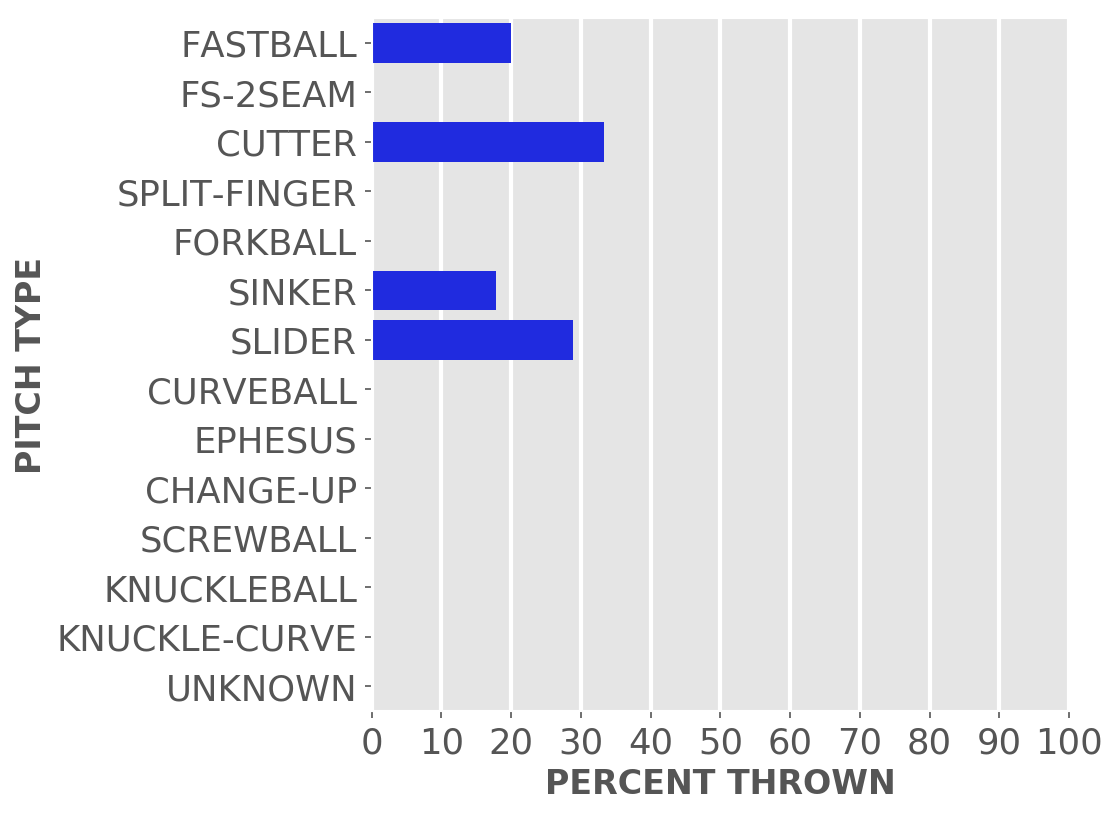 FASTBALL
FS-2SEAM
CUTTER
SPLIT-FINGER
FORKBALL
SINKER
SLIDER
CURVEBALL
EPHESUS
CHANGE-UP
SCREWBALL
KNUCKLEBALL
KNUCKLE-CURVE
UNKNOWN
PITCH TYPE
0 10 20 30 40 50 60 70 80 90 100
PERCENT THROWN